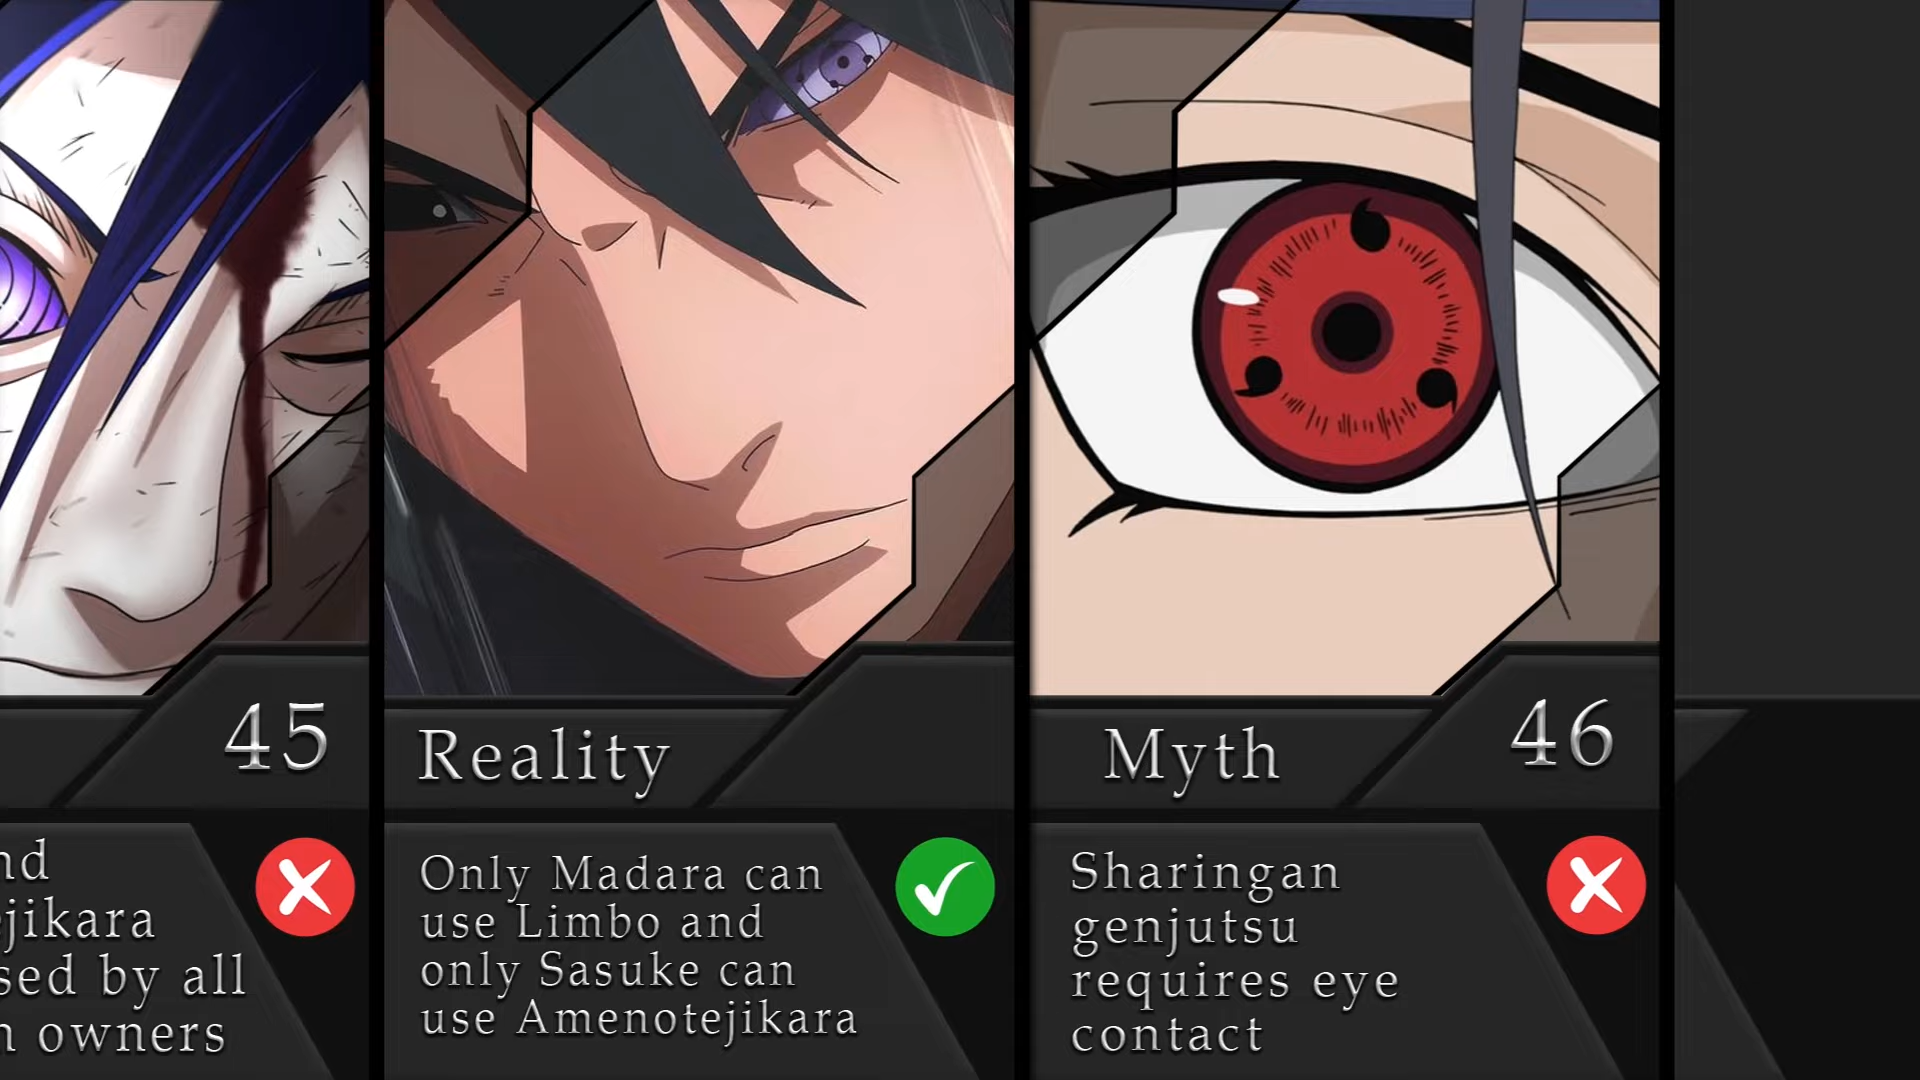 45
jikara
sed by all
owners
Reality
Only Madara can
use Limbo and
only Sasuke can
use Amenotejikara
Myth
46
Sharingan
genjutsu
requires eye
contact